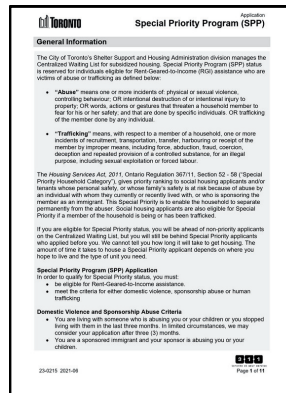 Application
TORONTO
Special Priority Program (SPP)
General Information
The City of Toronto's Shelter Support and Housing Administration division manages the
Centralized Waiting List for subsidized housing. Special Priority Program (SPP) status
is reserved for individuals eligible for Rent-Geared-to-Income (RGI) assistance who are
victims of abuse or trafficking as defined below:
• "Abuse" means one or more incidents of: physical or sexual violence,
controlling behaviour; OR intentional destruction of or intentional injury to
property; OR words, actions or gestures that threaten a household member to
fear for his or her safety; and that are done by specific individuals. OR trafficking
of the member done by any individual.
• "Trafficking" means, with respect to a member of a household, one or more
incidents of recruitment, transportation, transfer, harbouring or receipt of the
member by improper means, including force, abduction, fraud, coercion,
deception and repeated provision of a controlled substance, for an illegal
purpose, including sexual exploitation or forced labour.
The Housing Services Act, 2011, Ontario Regulation 367/11, Section 52 - 58 ("Special
Priority Household Category"), gives priority ranking to social housing applicants and/or
tenants whose personal safety, or whose family's safety is at risk because of abuse by
an individual with whom they currently or recently lived with, or who is sponsoring the
member as an immigrant. This Special Priority is to enable the household to separate
permanently from the abuser. Social housing applicants are also eligible for Special
Priority if a member of the household is being or has been trafficked.
If you are eligible for Special Priority status, you will be ahead of non-priority applicants
on the Centralized Waiting List, but you will still be behind Special Priority applicants
who applied before you. We cannot tell you how long it will take to get housing. The
amount of time it takes to house a Special Priority applicant depends on where you
hope to live and the type of unit you need.
Special Priority Program (SPP) Application
In order to qualify for Special Priority status, you must:
• be eligible for Rent-Geared-to-Income assistance.
• meet the criteria for either domestic violence, sponsorship abuse or human
trafficking
Domestic Violence and Sponsorship Abuse Criteria
• You are living with someone who is abusing you or your children or you stopped
living with them in the last three months. In limited circumstances, we may
consider your application after three (3) months.
• You are a sponsored immigrant and your sponsor is abusing you or your
children.
311
23-0215 2021-06
Page 1 of 11